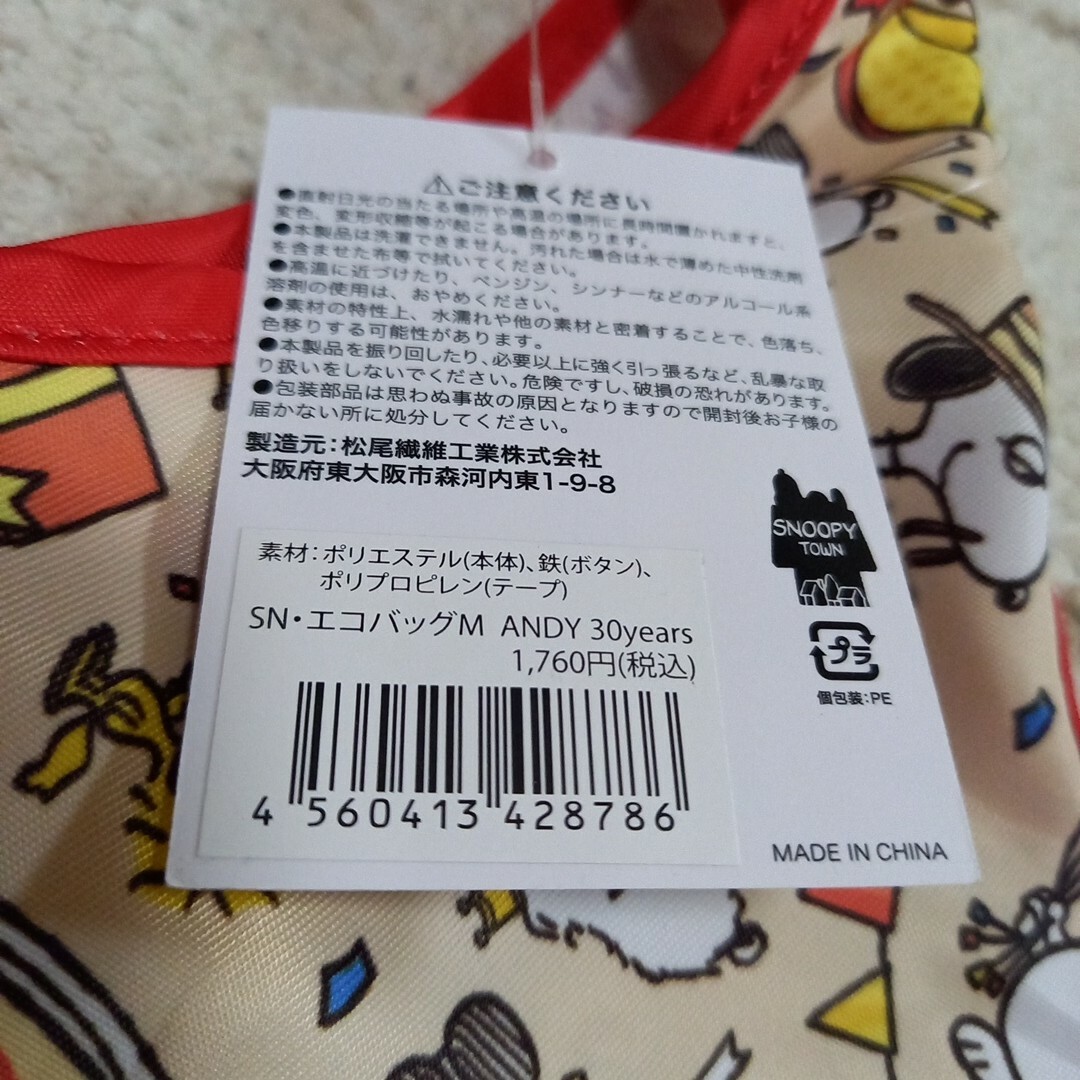 ⚠ご注意ください
●直射日光の当たる場所や高温の場所に長時間置かれますと、
変色、変形収縮等が起こる場合があります。
●本製品は洗濯できません。汚れた場合は水で薄めた中性洗剤
を含ませた布等で拭いてください。
●高温に近づけたり、ベンジン、シンナーなどのアルコール系
溶剤の使用は、おやめください。
●素材の特性上、水濡れや他の素材と密着することで、色落ち、
色移りする可能性があります。
●本製品を振り回したり、必要以上に強く引っ張るなど、乱暴な取
り扱いをしないでください。危険ですし、破損の恐れがあります。
●包装部品は思わぬ事故の原因となりますので開封後お子様の
届かない所に処分してください。
製造元：松尾繊維工業株式会社
大阪府東大阪市森河内東1-9-8
SNOOPY
TOWN
プラ
個包装：PE
素材：ポリエステル(本体)、鉄(ボタン)、
ポリプロピレン(テープ)
SN・エコバッグM ANDY 30years
1,760円(税込)
4 560413 428786
MADE IN CHINA